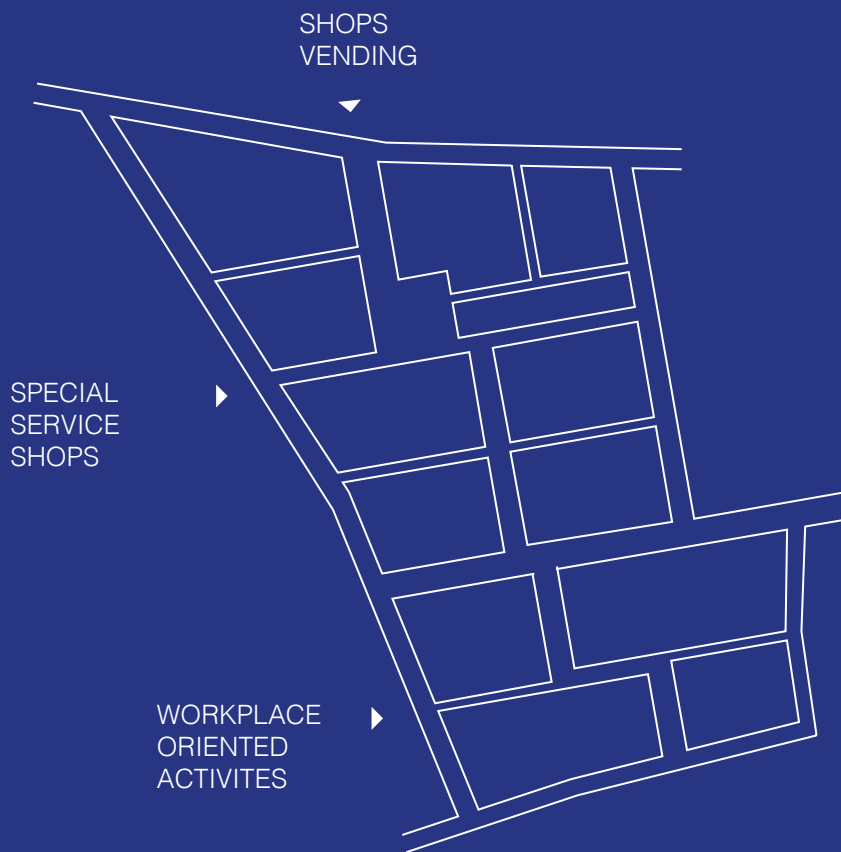 SHOPS
VENDING
SPECIAL
SERVICE
SHOPS
WORKPLACE
ORIENTED
ACTIVITES